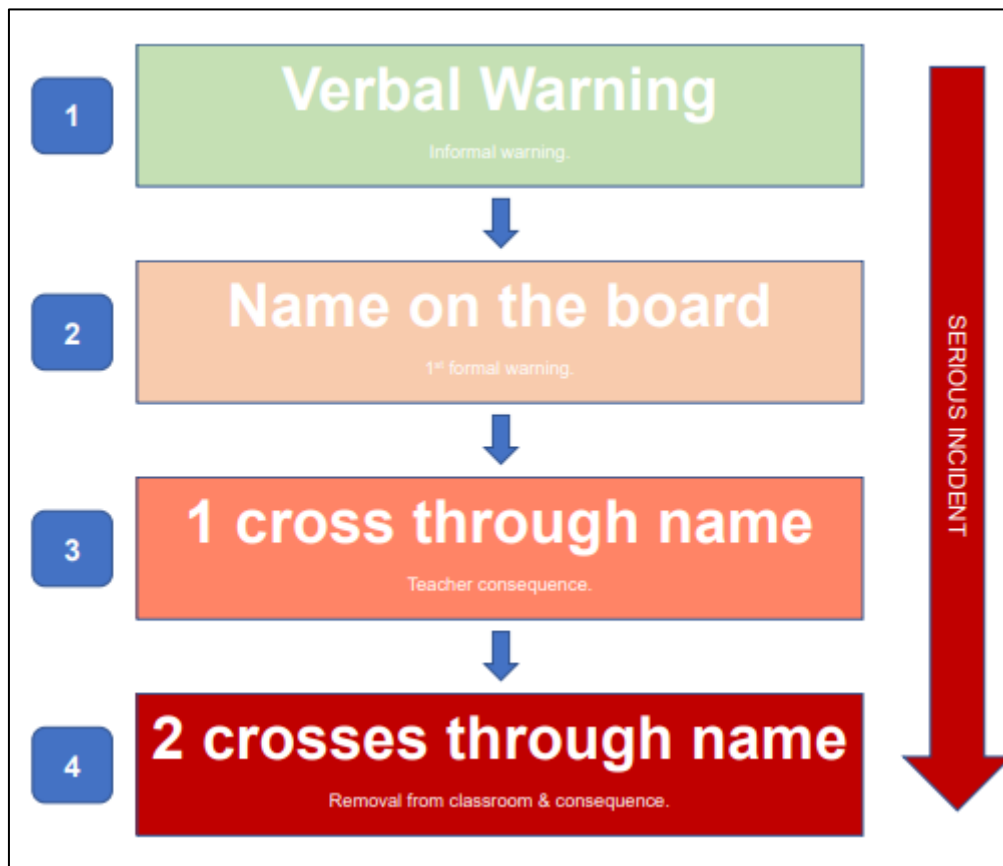 1
Verbal Warning
Informal warning.
2
Name on the board
1st formal warning.
3
1 cross through name
Teacher consequence.
4
2 crosses through name
Removal from classroom & consequence.
SERIOUS INCIDENT